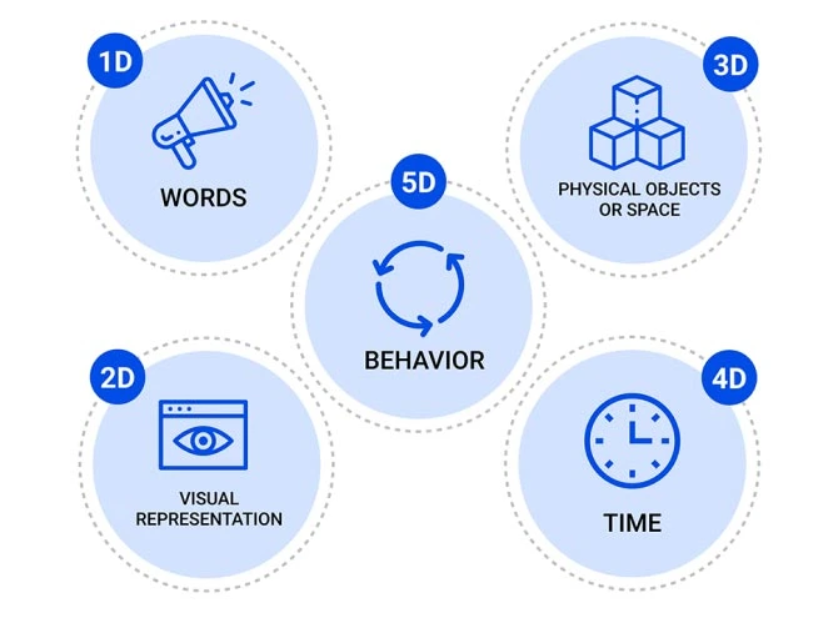 1D
WORDS
3D
PHYSICAL OBJECTS
OR SPACE
5D
BEHAVIOR
2D
VISUAL
REPRESENTATION
4D
TIME